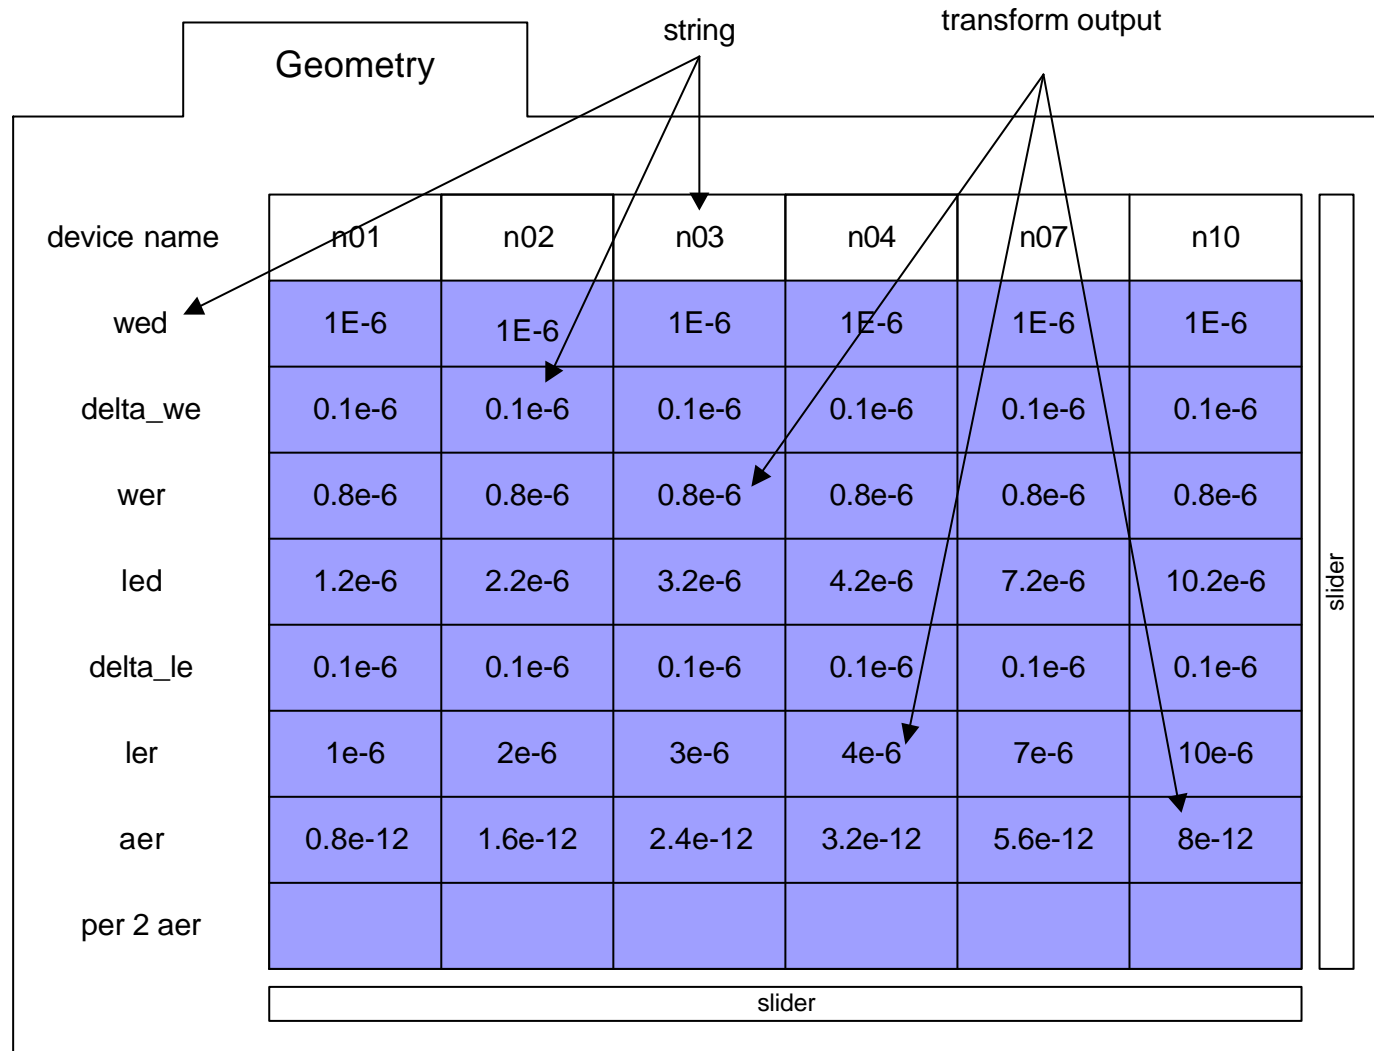 string
transform output
Geometry
device name n01 n02 n03 n04 n07 n10
wed 1E-6 1E-6 1E-6 1E-6 1E-6 1E-6
delta_we 0.1e-6 0.1e-6 0.1e-6 0.1e-6 0.1e-6 0.1e-6
wer 0.8e-6 0.8e-6 0.8e-6 0.8e-6 0.8e-6 0.8e-6
led 1.2e-6 2.2e-6 3.2e-6 4.2e-6 7.2e-6 10.2e-6
delta_le 0.1e-6 0.1e-6 0.1e-6 0.1e-6 0.1e-6 0.1e-6
ler 1e-6 2e-6 3e-6 4e-6 7e-6 10e-6
aer 0.8e-12 1.6e-12 2.4e-12 3.2e-12 5.6e-12 8e-12
per 2 aer
slider
slider